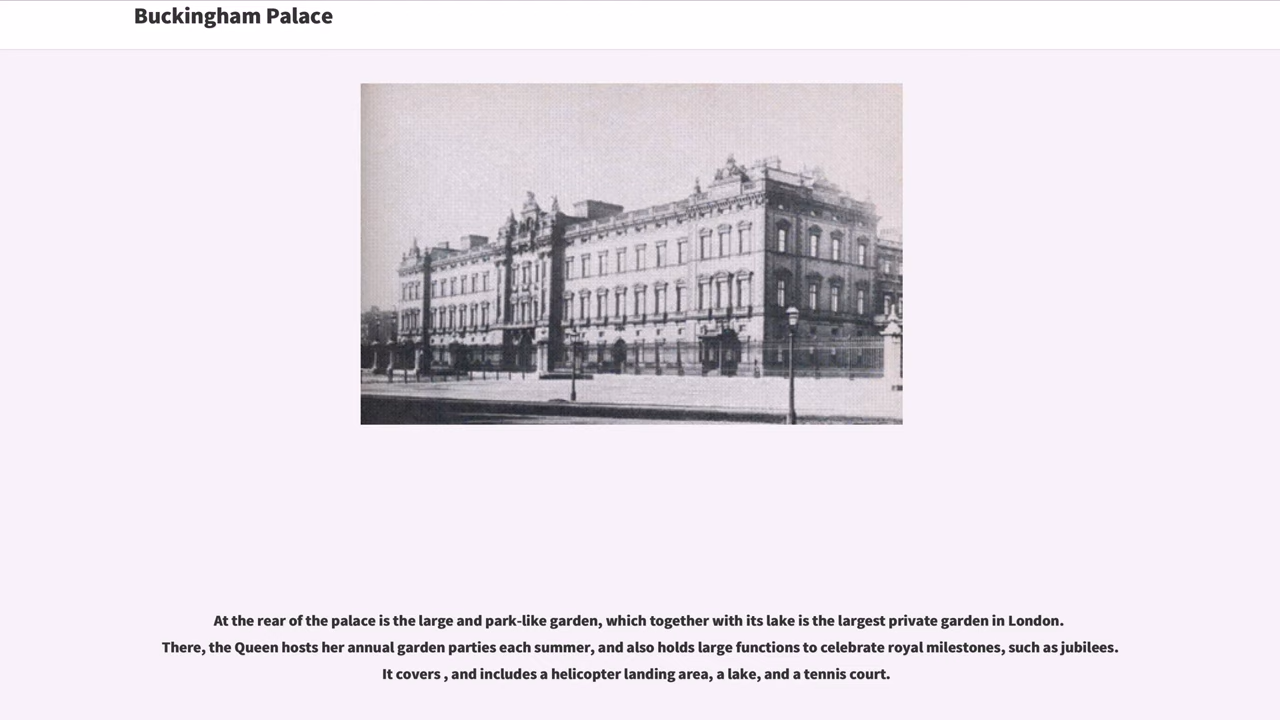 Buckingham Palace
At the rear of the palace is the large and park-like garden, which together with its lake is the largest private garden in London.
There, the Queen hosts her annual garden parties each summer, and also holds large functions to celebrate royal milestones, such as jubilees.
It covers , and includes a helicopter landing area, a lake, and a tennis court.